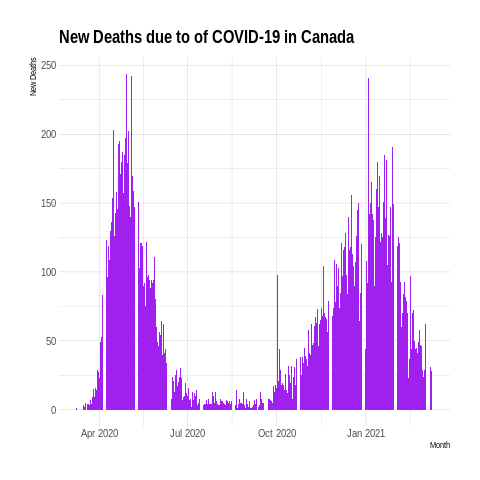 New Deaths due to of COVID-19 in Canada
New Deaths
250
200
150
100
50
0
Apr 2020 Jul 2020 Oct 2020 Jan 2021
Month